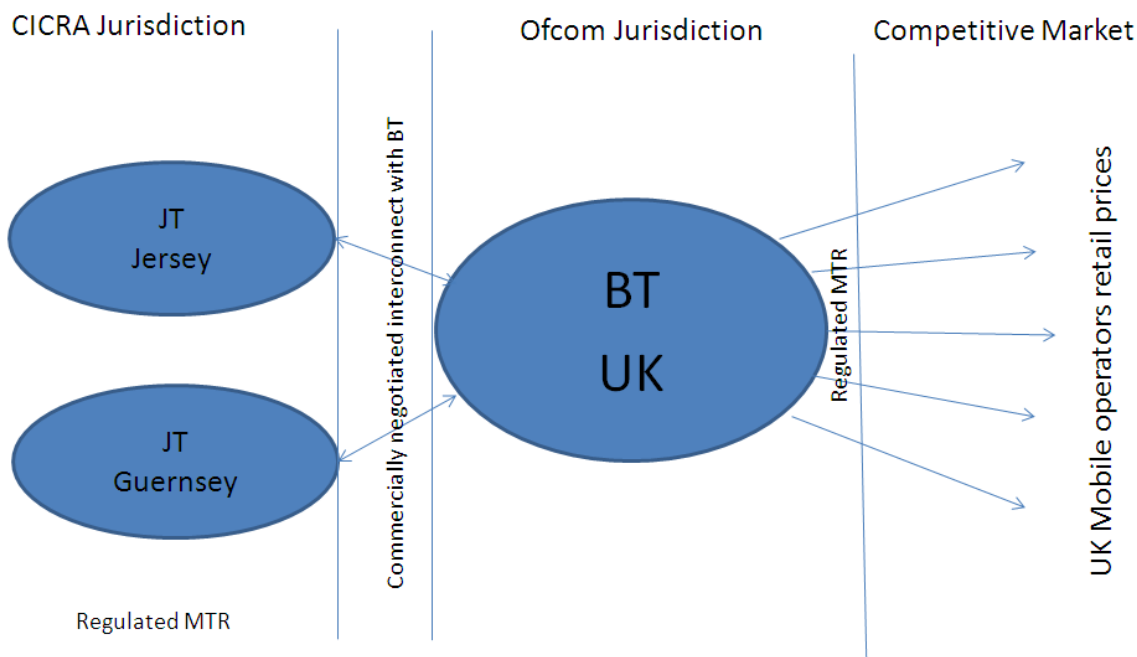 CICRA Jurisdiction
Ofcom Jurisdiction
Competitive Market
JT
Jersey
JT
Guernsey
Regulated MTR
Commercially negotiated interconnect with BT
BT
UK
Regulated MTR
UK Mobile operators retail prices